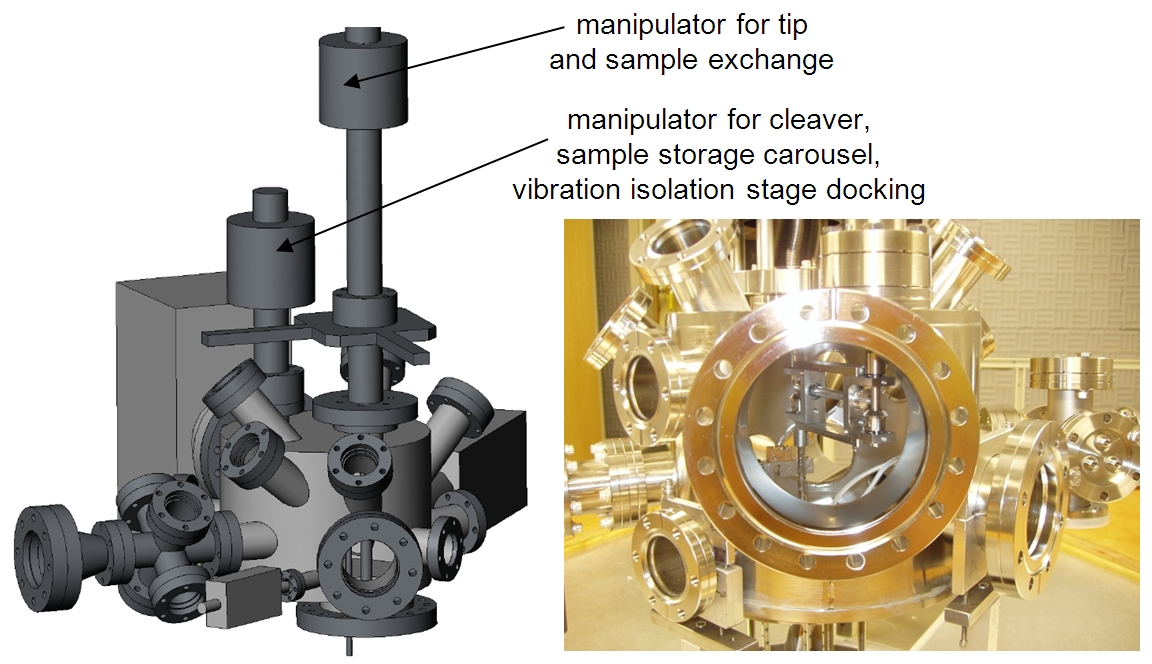 manipulator for tip
and sample exchange
manipulator for cleaver,
sample storage carousel,
vibration isolation stage docking